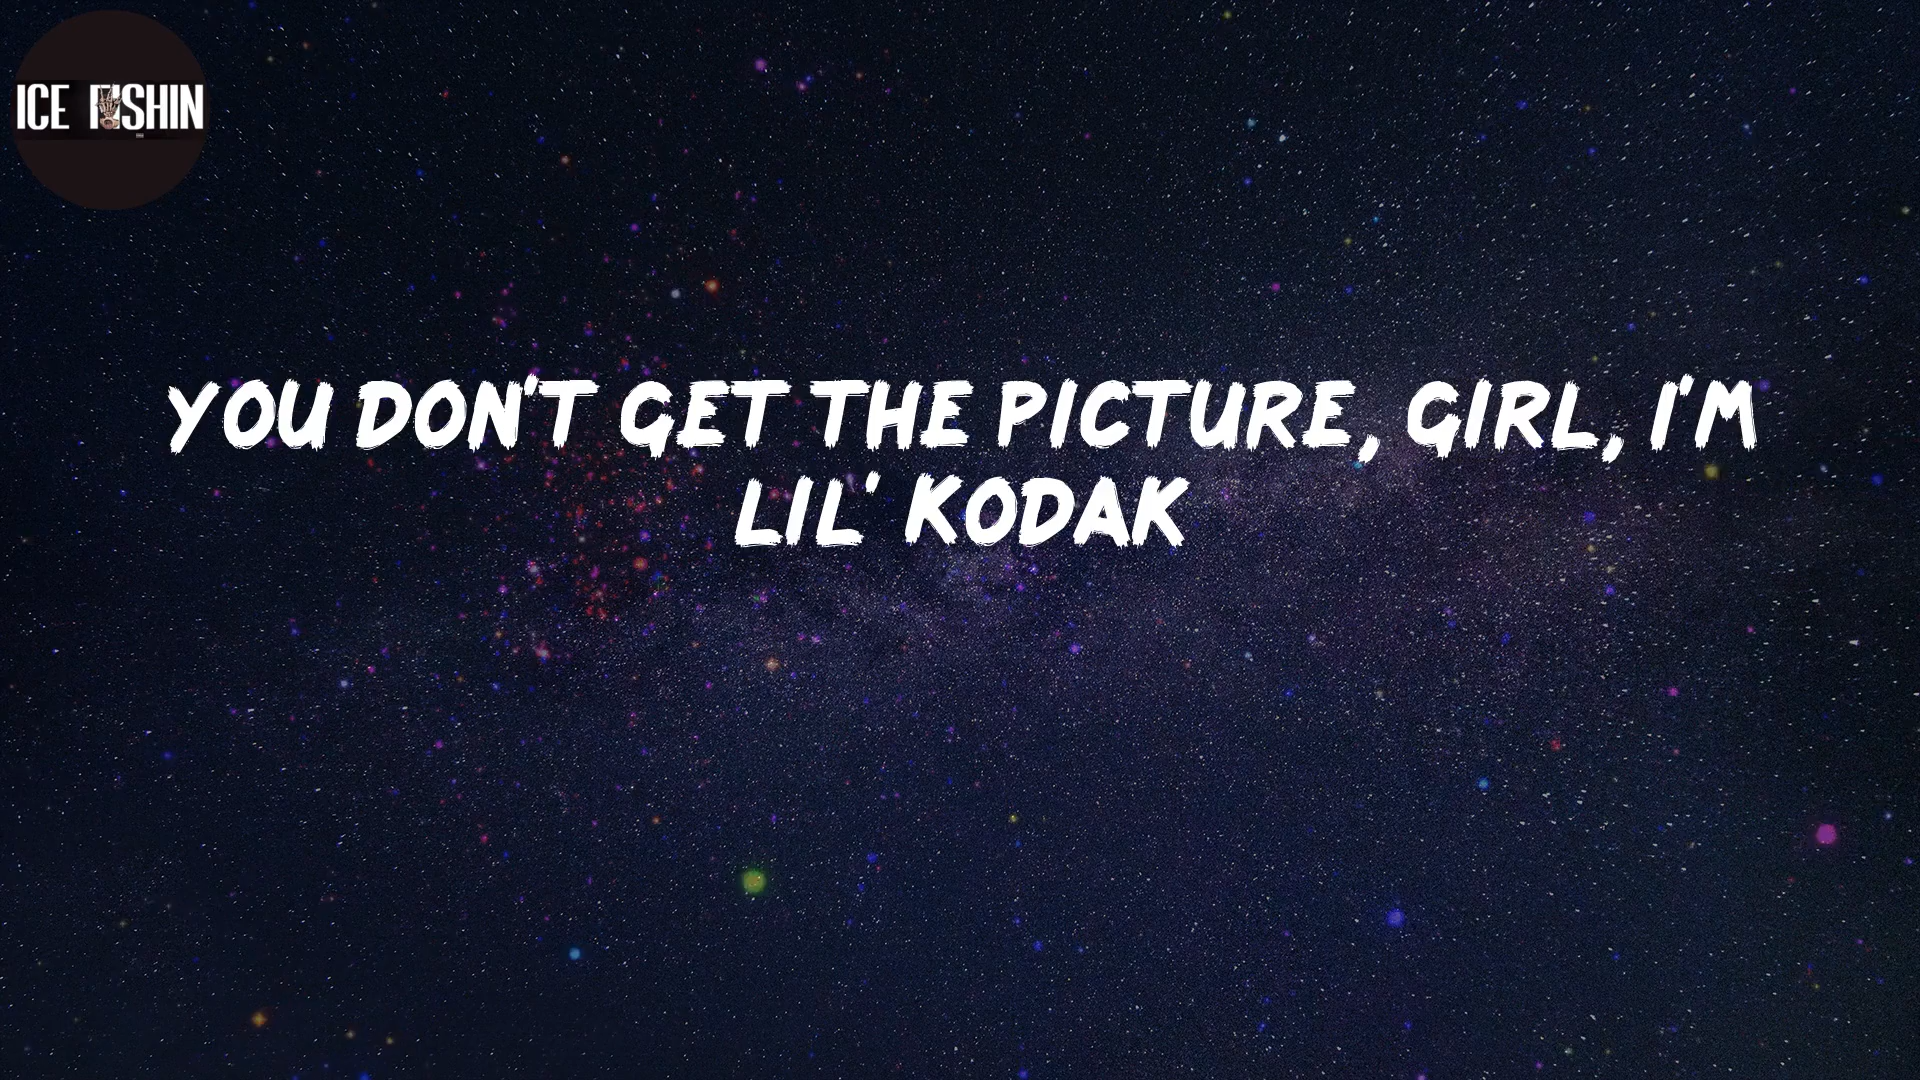 ICE FISHIN
YOU DON'T GET THE PICTURE, GIRL, I'M
LIL' KODAK